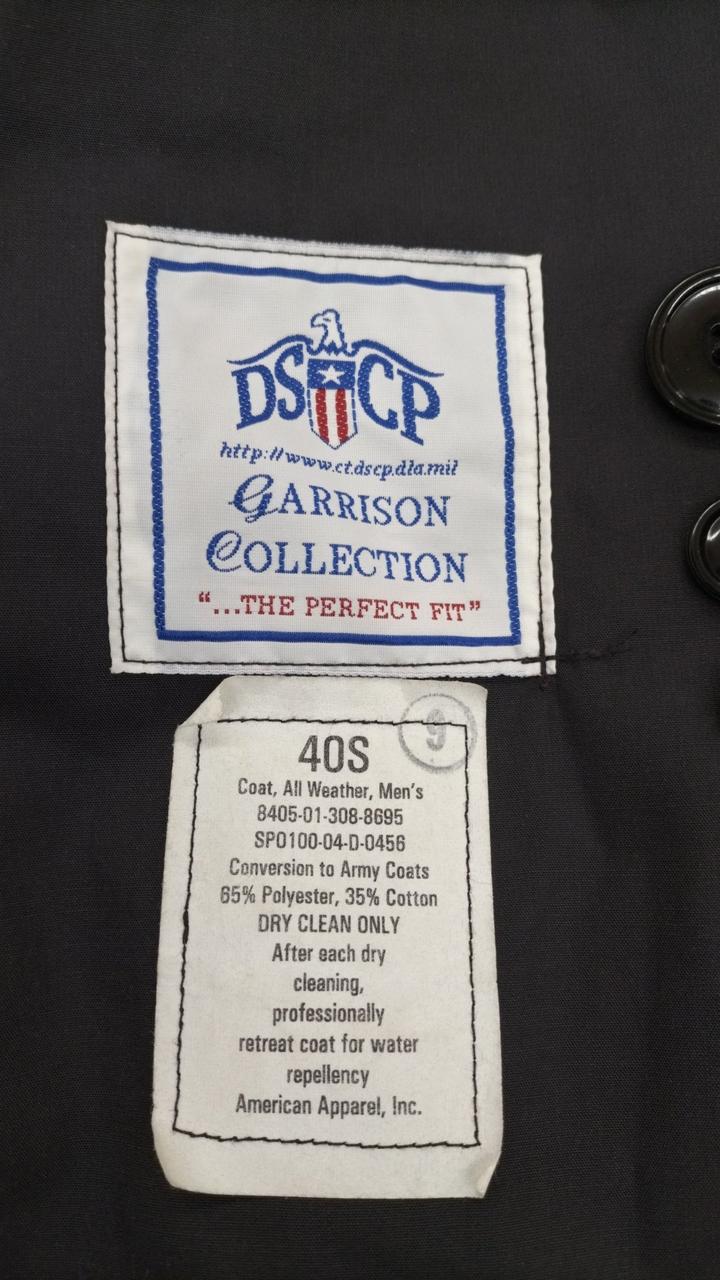 DSCP
http://www.ct.dscp.dla.mil
GARRISON
COLLECTION
“...THE PERFECT FIT”
9
40S
Coat, All Weather, Men's
8405-01-308-8695
SPO100-04-D-0456
Conversion to Army Coats
65% Polyester, 35% Cotton
DRY CLEAN ONLY
After each dry
cleaning,
professionally
retreat coat for water
repellency
American Apparel, Inc.